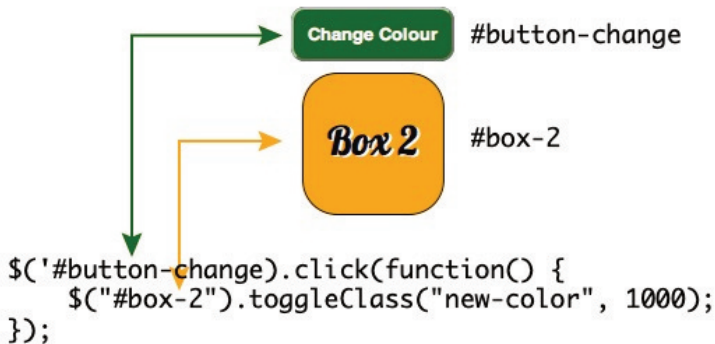 Change Colour #button-change
Box 2 #box-2
$('#button-change).click(function() {
    $("#box-2").toggleClass("new-color", 1000);
});